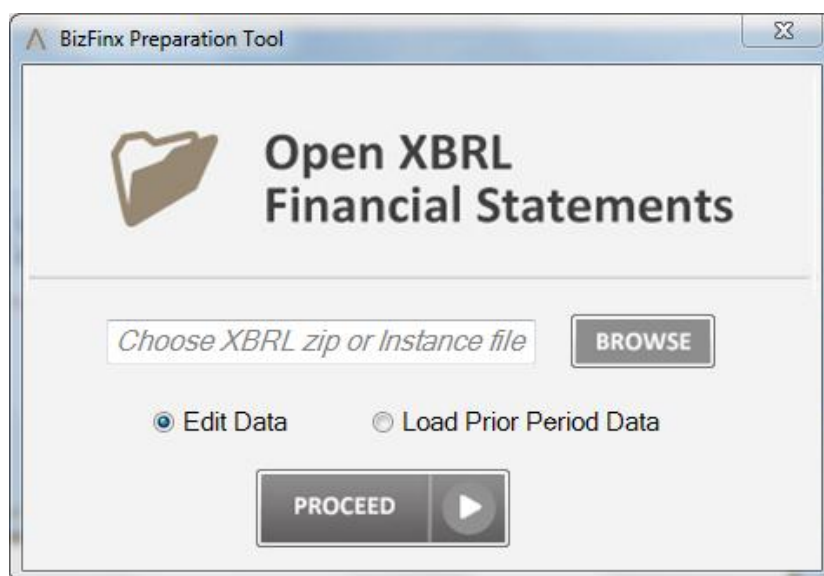 BizFinx Preparation Tool
Open XBRL
Financial Statements
Choose XBRL zip or Instance file
BROWSE
Edit Data
Load Prior Period Data
PROCEED